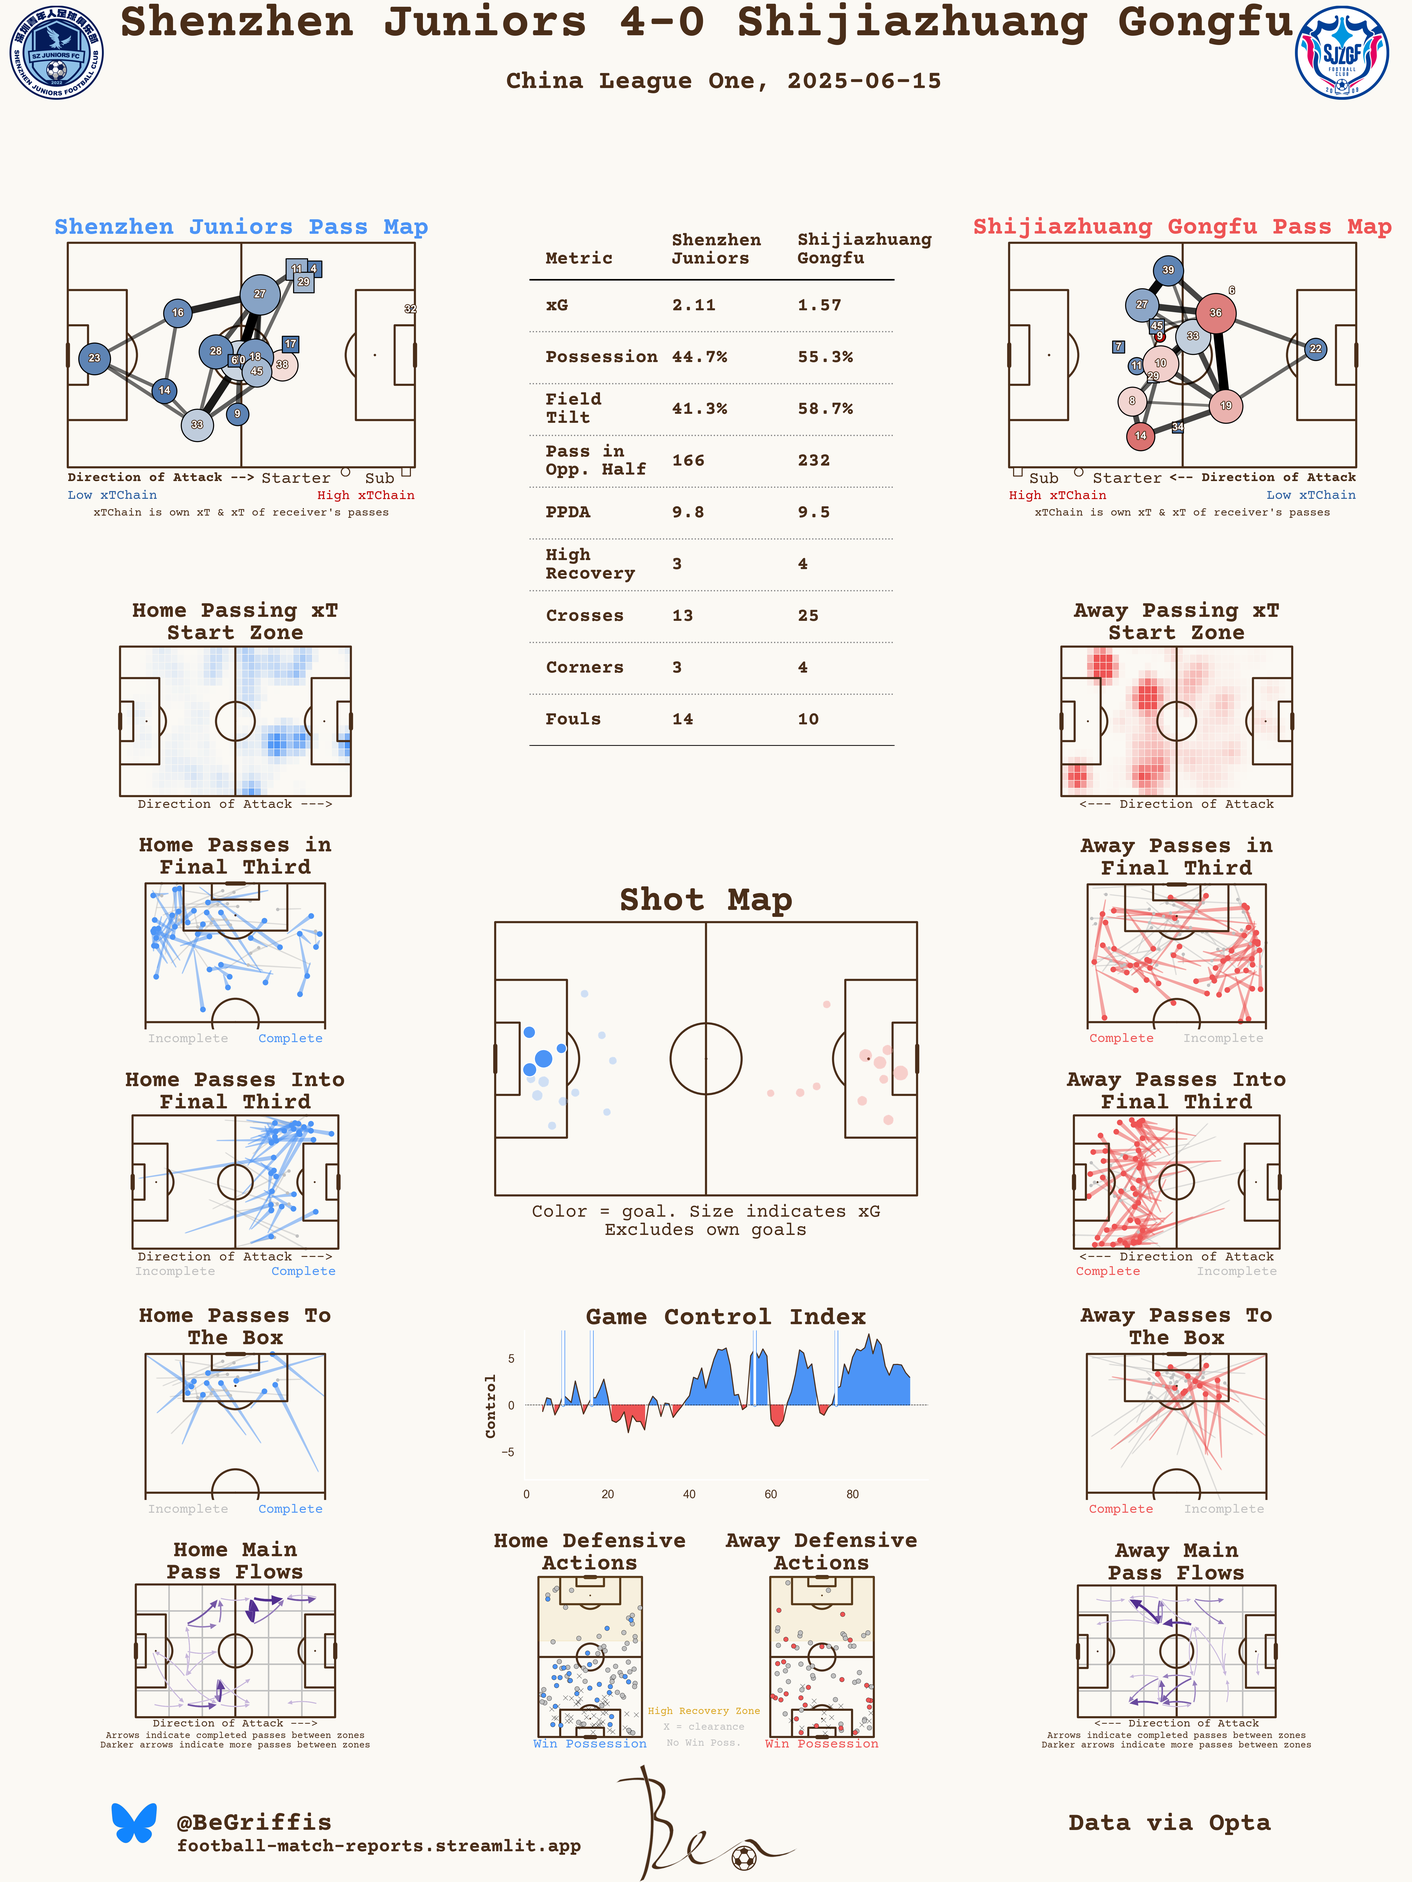 Shenzhen Juniors 4-0 Shijiazhuang Gongfu
China League One, 2025-06-15
SZ JUNIORS FC
SHENZHEN JUNIORS FOOTBALL CLUB
SJZGF
FOOTBALL
CLUB
Shenzhen Juniors Pass Map
11
4
29
27
32
16
17
28
18
23
38
45
14
9
33
Direction of Attack --> Starter Sub
Low xTChain High xTChain
xTChain is own xT & xT of receiver's passes
Metric Shenzhen Juniors Shijiazhuang Gongfu
xG 2.11 1.57
Possession 44.7% 55.3%
Field Tilt 41.3% 58.7%
Pass in Opp. Half 166 232
PPDA 9.8 9.5
High Recovery 3 4
Crosses 13 25
Corners 3 4
Fouls 14 10
Shijiazhuang Gongfu Pass Map
39
6
27
36
45
9
33
7
22
11
10
29
8
19
34
14
Sub Starter <-- Direction of Attack
High xTChain Low xTChain
xTChain is own xT & xT of receiver's passes
Home Passing xT
Start Zone
Direction of Attack --->
Away Passing xT
Start Zone
<--- Direction of Attack
Home Passes in
Final Third
Incomplete Complete
Away Passes in
Final Third
Complete Incomplete
Shot Map
Color = goal. Size indicates xG
Excludes own goals
Home Passes Into
Final Third
Direction of Attack --->
Incomplete Complete
Away Passes Into
Final Third
<--- Direction of Attack
Complete Incomplete
Home Passes To
The Box
Incomplete Complete
Game Control Index
Control
5
0
−5
0 20 40 60 80
Away Passes To
The Box
Complete Incomplete
Home Main
Pass Flows
Direction of Attack --->
Arrows indicate completed passes between zones
Darker arrows indicate more passes between zones
Home Defensive
Actions
Win Possession
High Recovery Zone
X = clearance
No Win Poss.
Away Defensive
Actions
Win Possession
Away Main
Pass Flows
<--- Direction of Attack
Arrows indicate completed passes between zones
Darker arrows indicate more passes between zones
@BeGriffis
football-match-reports.streamlit.app
Ben
Data via Opta